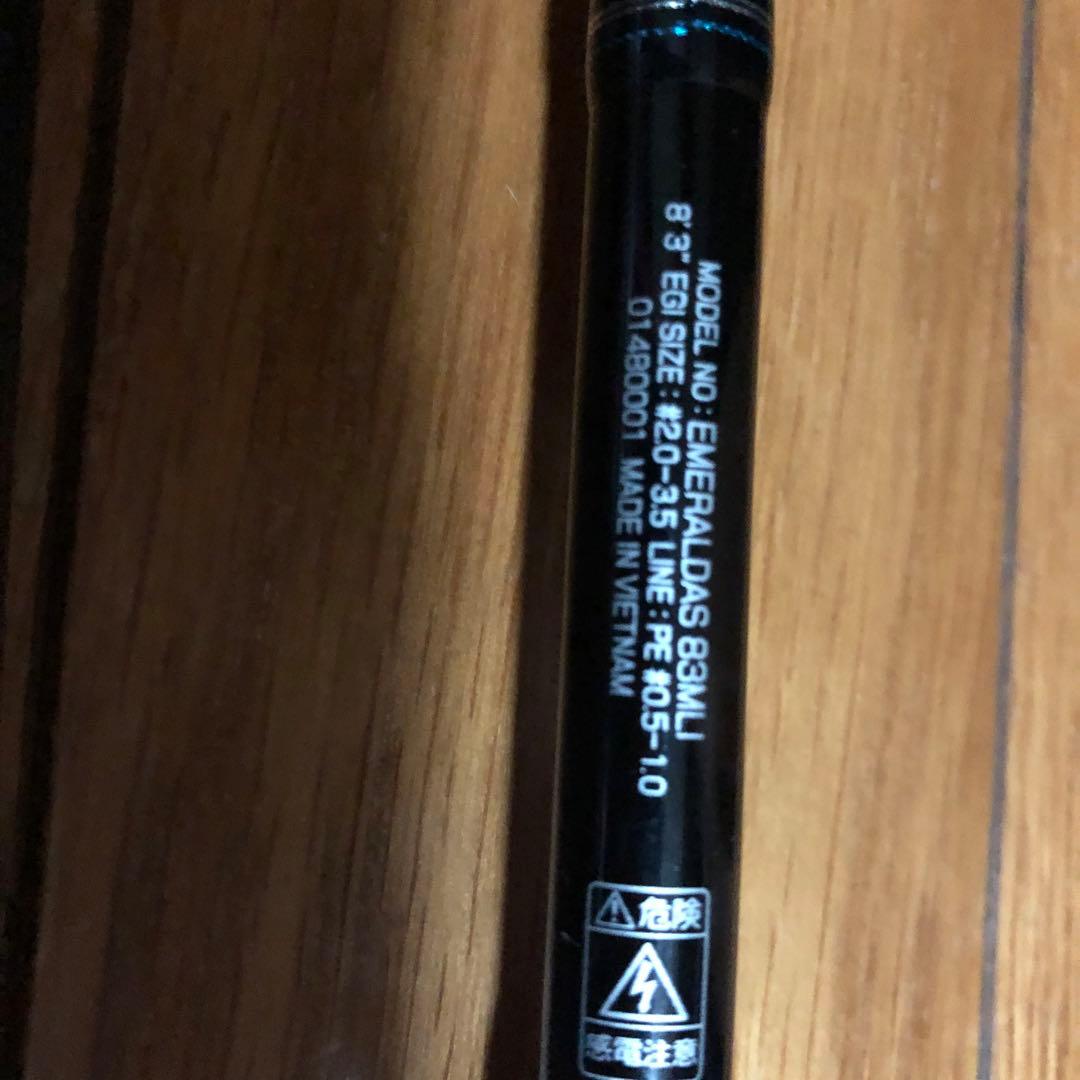 MODEL NO : EMERALDAS 83MLI
8' 3" EGI SIZE : #2.0-3.5 LINE : PE #0.5-1.0
01480001 MADE IN VIETNAM
危険
感電注意